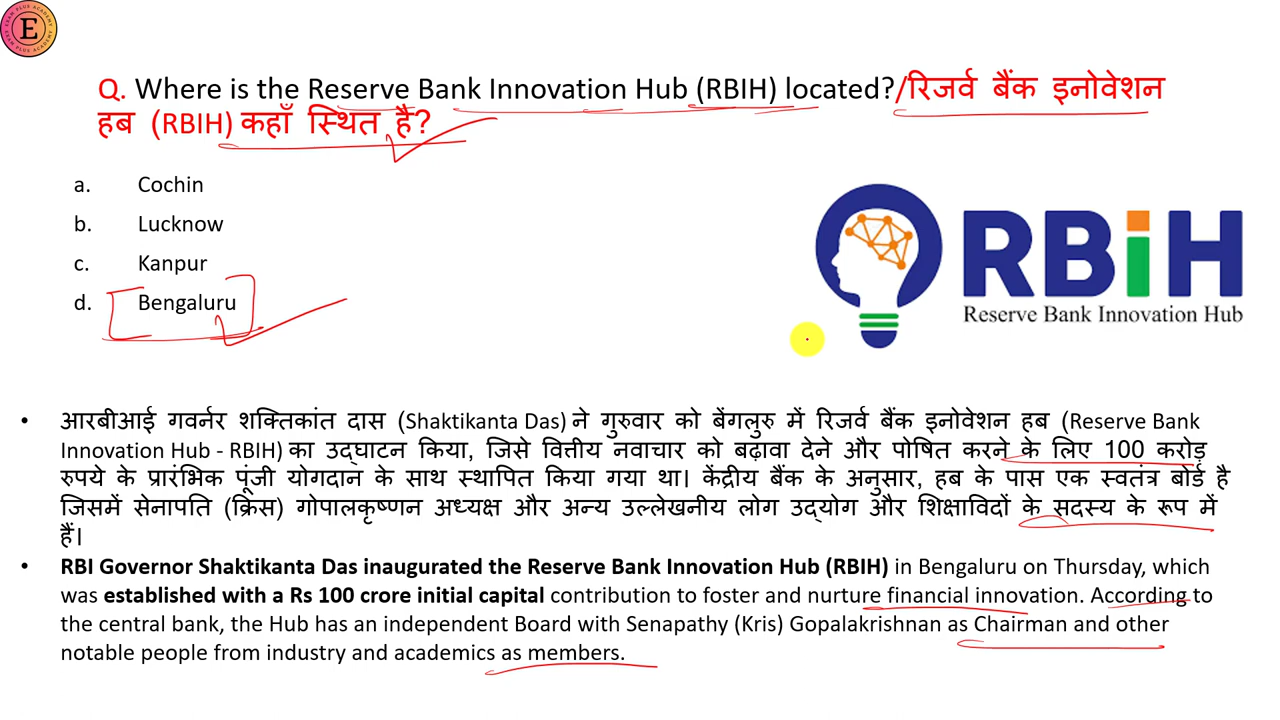 E
EXAM PLUS ACADEMY
Q. Where is the Reserve Bank Innovation Hub (RBIH) located?/रिजर्व बैंक इनोवेशन
हब (RBIH) कहाँ स्थित है?
a. Cochin
b. Lucknow
c. Kanpur
d. Bengaluru
RBiH
Reserve Bank Innovation Hub
• आरबीआई गवर्नर शक्तिकांत दास (Shaktikanta Das) ने गुरुवार को बेंगलुरु में रिजर्व बैंक इनोवेशन हब (Reserve Bank
Innovation Hub - RBIH) का उद्घाटन किया, जिसे वित्तीय नवाचार को बढ़ावा देने और पोषित करने के लिए 100 करोड़
रुपये के प्रारंभिक पूंजी योगदान के साथ स्थापित किया गया था। केंद्रीय बैंक के अनुसार, हब के पास एक स्वतंत्र बोर्ड है
जिसमें सेनापति (क्रिस) गोपालकृष्णन अध्यक्ष और अन्य उल्लेखनीय लोग उद्योग और शिक्षाविदों के सदस्य के रूप में
हैं।
• RBI Governor Shaktikanta Das inaugurated the Reserve Bank Innovation Hub (RBIH) in Bengaluru on Thursday, which
was established with a Rs 100 crore initial capital contribution to foster and nurture financial innovation. According to
the central bank, the Hub has an independent Board with Senapathy (Kris) Gopalakrishnan as Chairman and other
notable people from industry and academics as members.